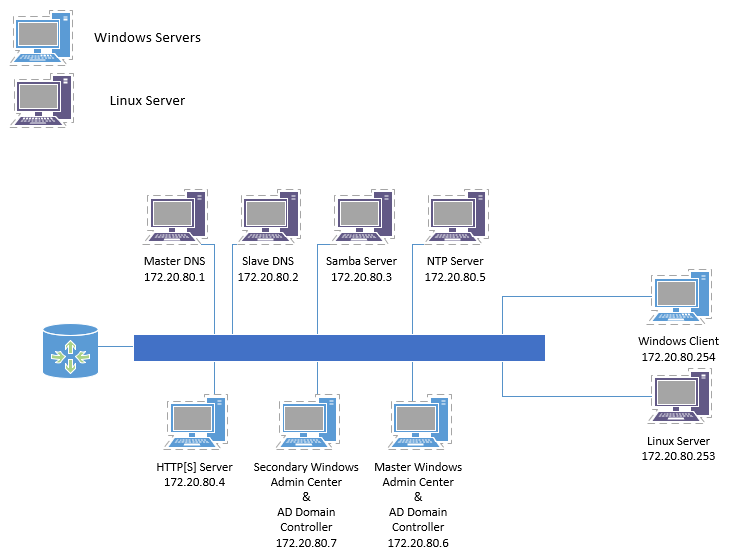 Windows Servers
Linux Server
Master DNS
172.20.80.1
Slave DNS
172.20.80.2
Samba Server
172.20.80.3
NTP Server
172.20.80.5
Windows Client
172.20.80.254
Linux Server
172.20.80.253
HTTP[S] Server
172.20.80.4
Secondary Windows
Admin Center
&
AD Domain
Controller
172.20.80.7
Master Windows
Admin Center
&
AD Domain
Controller
172.20.80.6